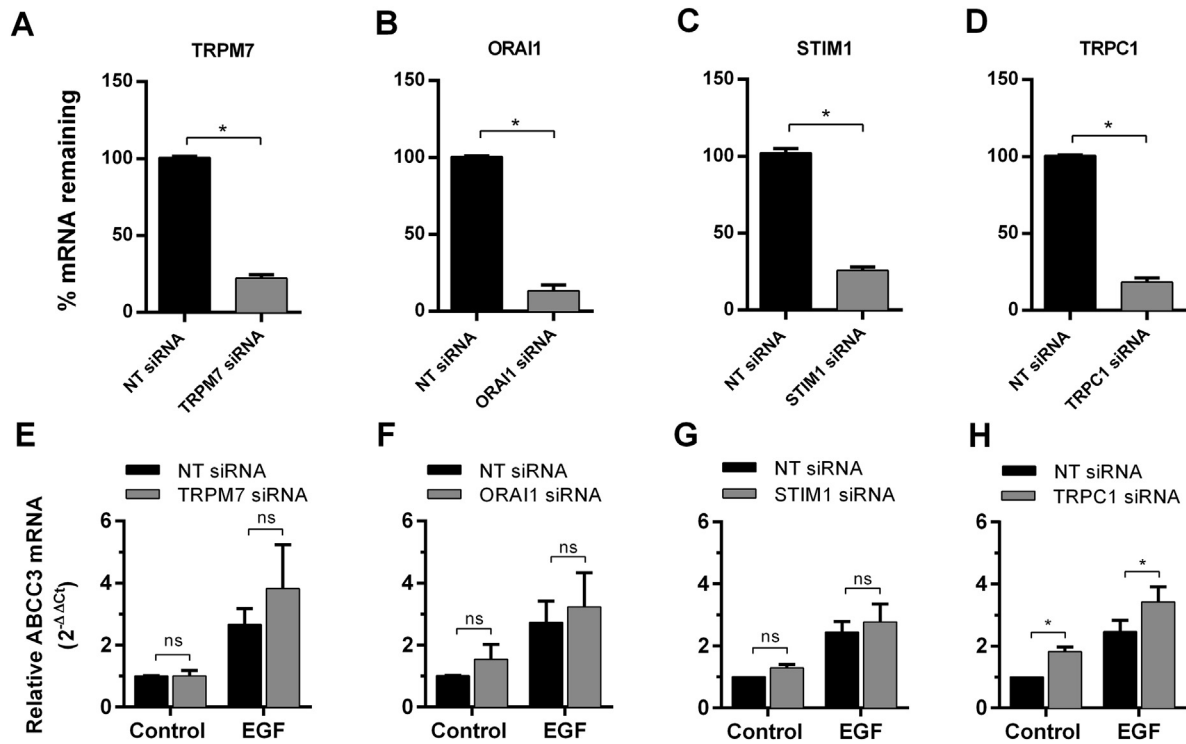 A
TRPM7
% mRNA remaining
150
100
50
0
*
NT siRNA
TRPM7 siRNA
B
ORAI1
150
100
50
0
*
NT siRNA
ORAI1 siRNA
C
STIM1
150
100
50
0
*
NT siRNA
STIM1 siRNA
D
TRPC1
150
100
50
0
*
NT siRNA
TRPC1 siRNA
E
NT siRNA
TRPM7 siRNA
Relative ABCC3 mRNA
(2-ΔΔCt)
6
4
2
0
ns
ns
Control
EGF
F
NT siRNA
ORAI1 siRNA
6
4
2
0
ns
ns
Control
EGF
G
NT siRNA
STIM1 siRNA
6
4
2
0
ns
ns
Control
EGF
H
NT siRNA
TRPC1 siRNA
6
4
2
0
*
*
Control
EGF